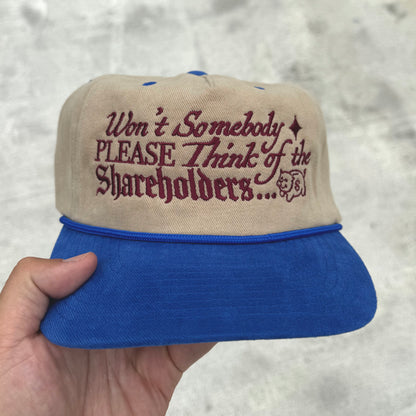 Won't Somebody
PLEASE Think of the
Shareholders...